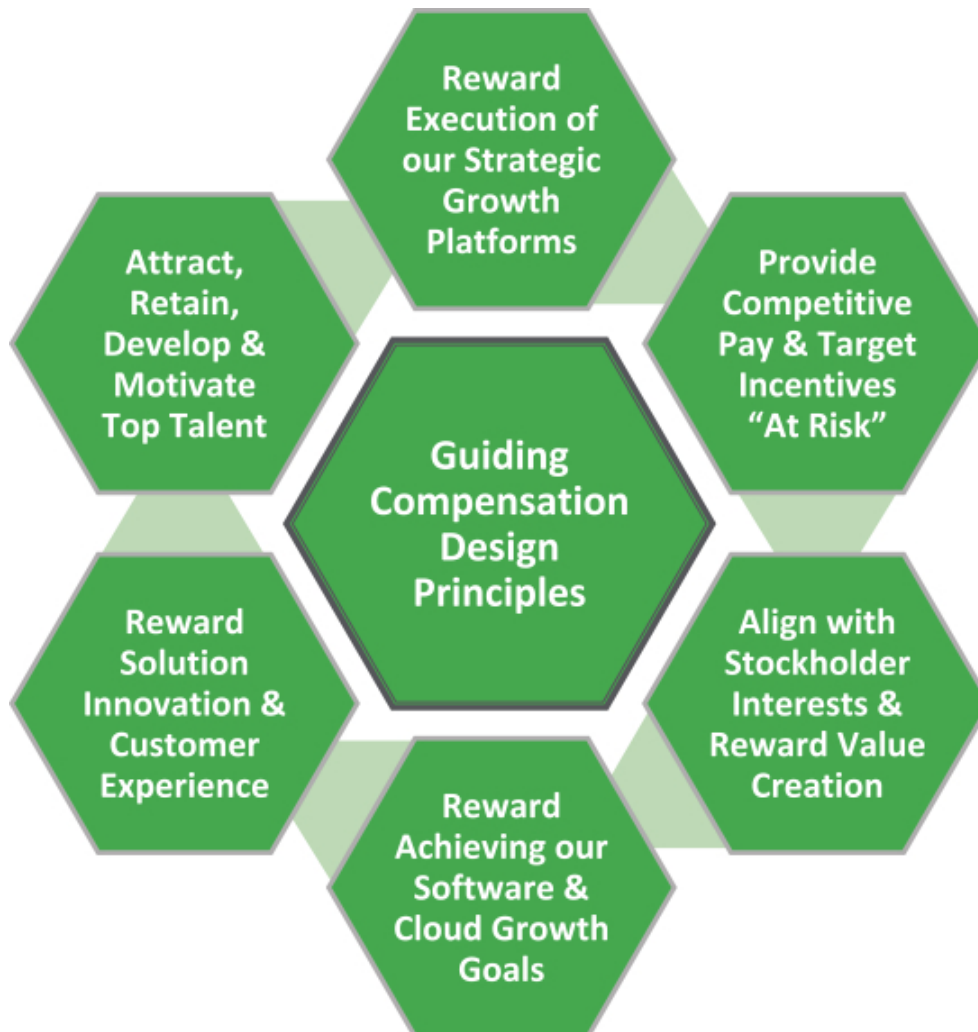 Reward
Execution of
our Strategic
Growth
Platforms
Provide
Competitive
Pay & Target
Incentives
“At Risk”
Align with
Stockholder
Interests &
Reward Value
Creation
Reward
Achieving our
Software &
Cloud Growth
Goals
Reward
Solution
Innovation &
Customer
Experience
Attract,
Retain,
Develop &
Motivate
Top Talent
Guiding
Compensation
Design
Principles